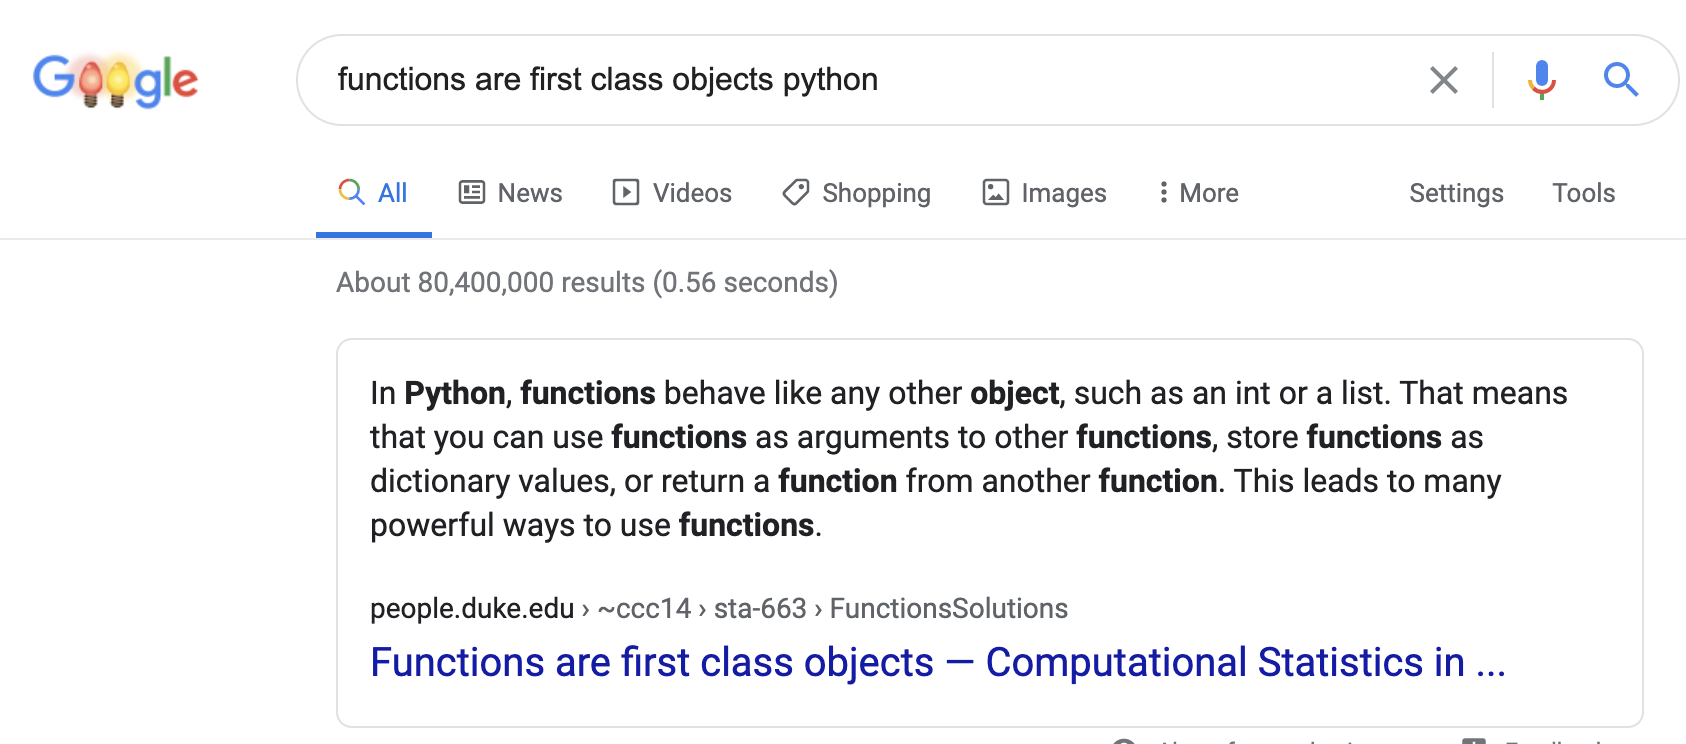 Google
functions are first class objects python
All News Videos Shopping Images More Settings Tools
About 80,400,000 results (0.56 seconds)
In Python, functions behave like any other object, such as an int or a list. That means
that you can use functions as arguments to other functions, store functions as
dictionary values, or return a function from another function. This leads to many
powerful ways to use functions.
people.duke.edu › ~ccc14 › sta-663 › FunctionsSolutions
Functions are first class objects — Computational Statistics in ...